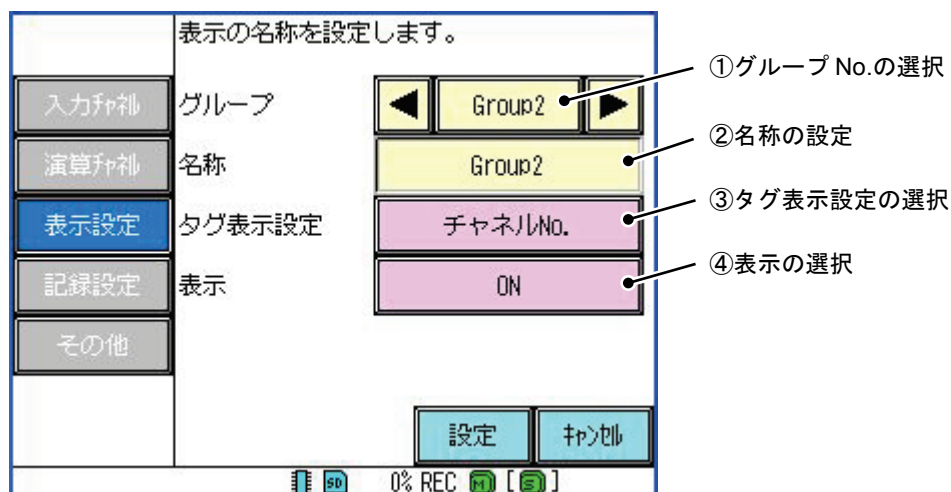 表示の名称を設定します。
入力ﾁｬﾈﾙ
グループ
◀ Group2 ▶
①グループ No.の選択
演算ﾁｬﾈﾙ
名称
Group2
②名称の設定
表示設定
タグ表示設定
チャネルNo.
③タグ表示設定の選択
記録設定
表示
ON
④表示の選択
その他
設定
ｷｬﾝｾﾙ
SD 0% REC M [S]